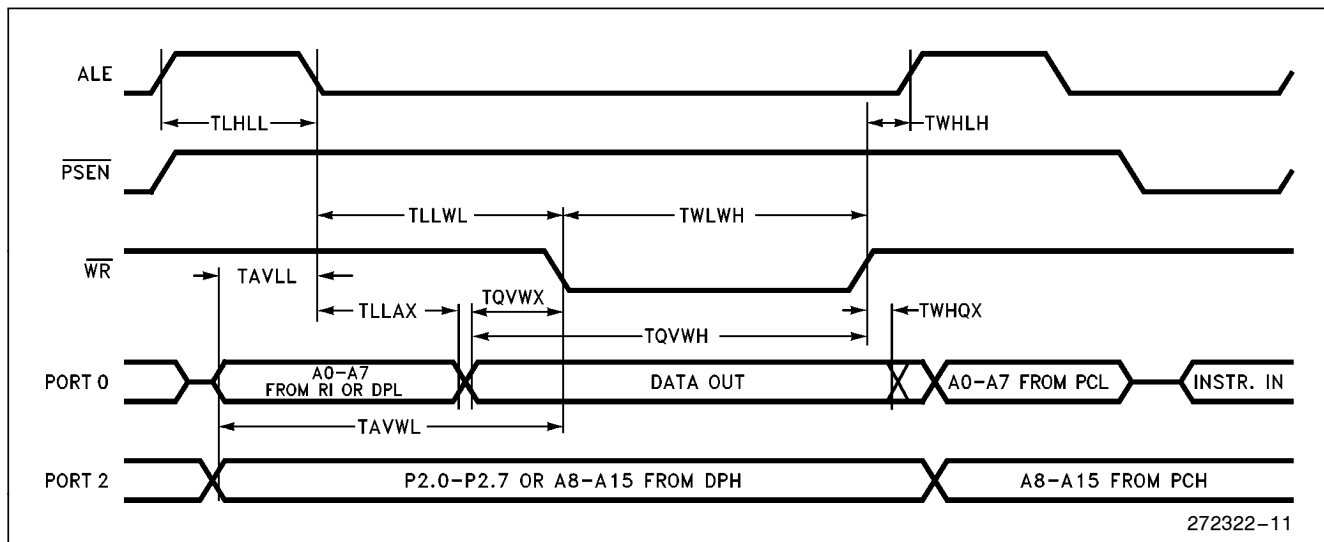 ALE
TLHLL
TWHLH
PSEN
TLLWL
TWLWH
WR
TAVLL
TLLAX
TQVWX
TWHQX
TQVWH
PORT 0
A0-A7
FROM RI OR DPL
DATA OUT
A0-A7 FROM PCL
INSTR. IN
TAVWL
PORT 2
P2.0-P2.7 OR A8-A15 FROM DPH
A8-A15 FROM PCH
272322-11